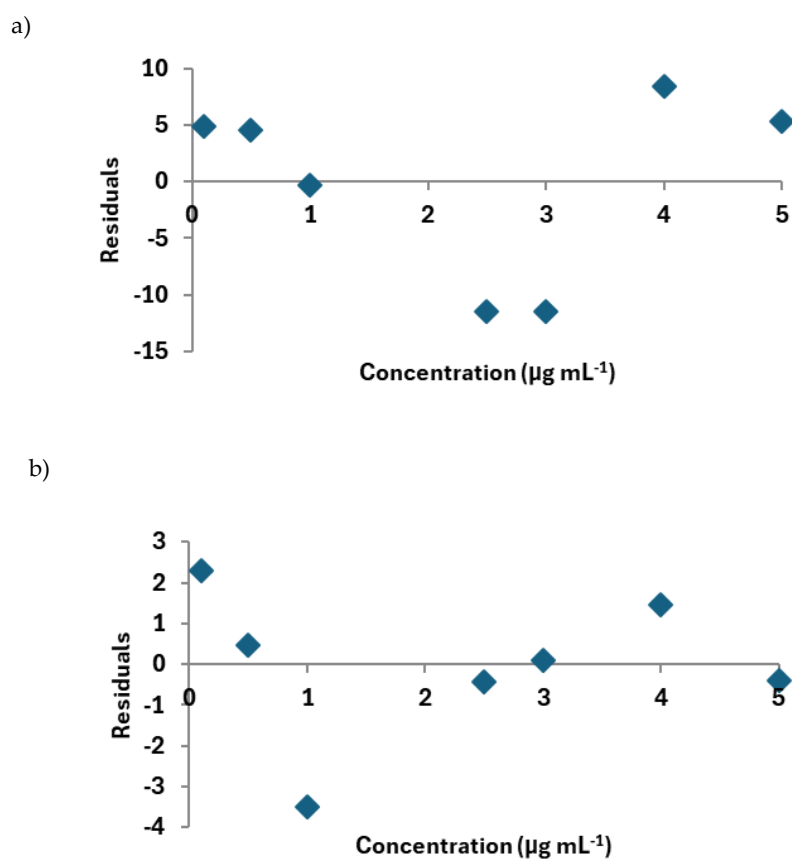 a)
10
5
0
-5
-10
-15
0 1 2 3 4 5
Residuals
Concentration (µg mL⁻¹)
b)
3
2
1
0
-1
-2
-3
-4
0 1 2 3 4 5
Residuals
Concentration (µg mL⁻¹)